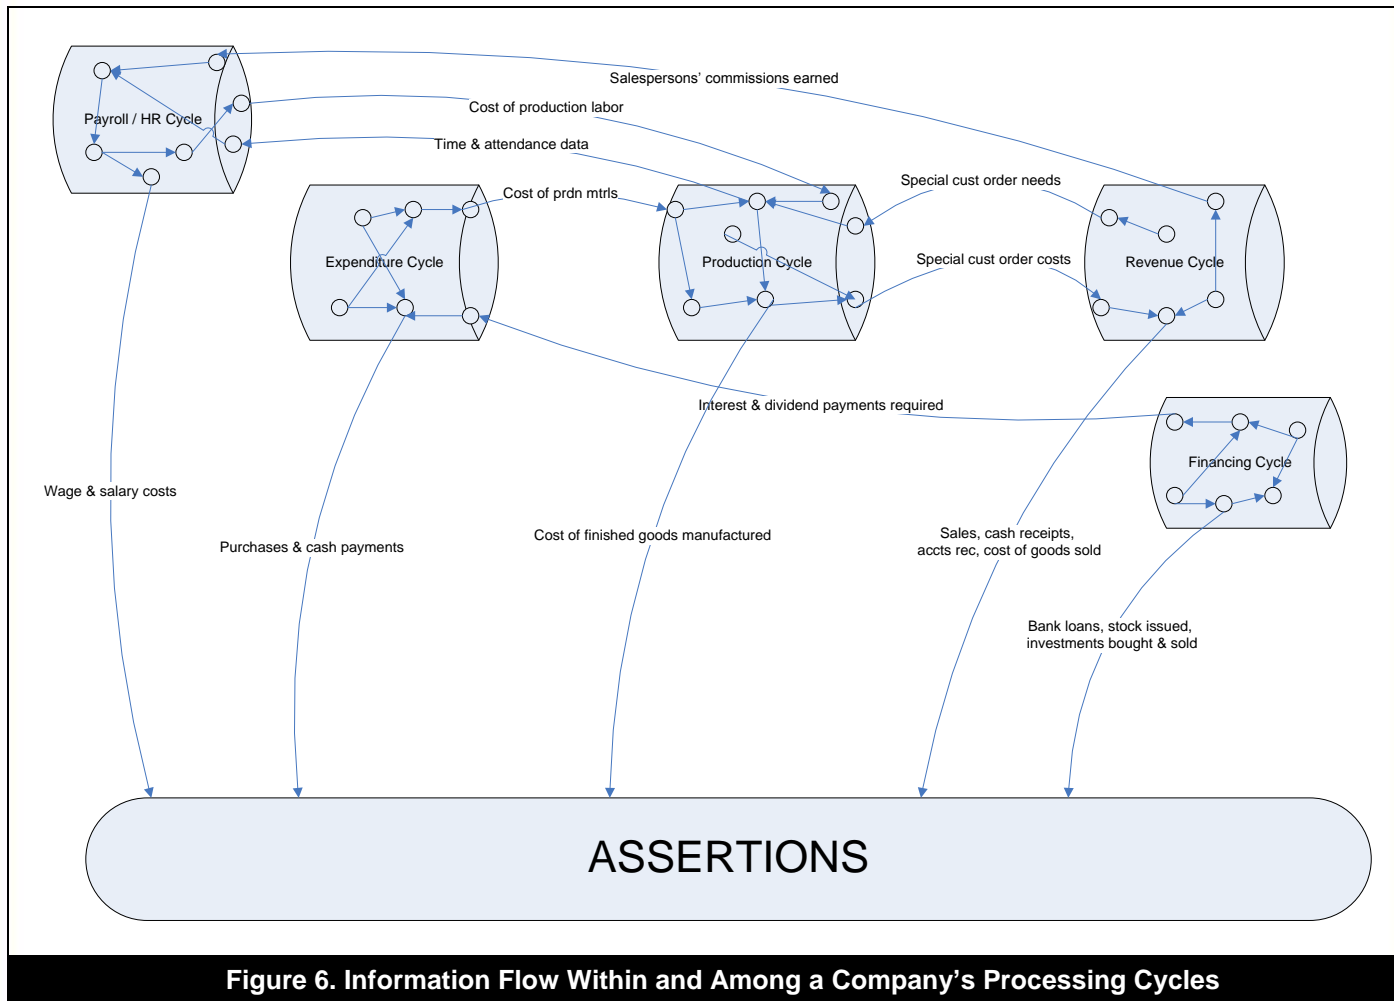 Salespersons' commissions earned
Cost of production labor
Payroll / HR Cycle
Time & attendance data
Cost of prdn mtrls
Special cust order needs
Expenditure Cycle
Production Cycle
Special cust order costs
Revenue Cycle
Interest & dividend payments required
Financing Cycle
Wage & salary costs
Purchases & cash payments
Cost of finished goods manufactured
Sales, cash receipts,
accts rec, cost of goods sold
Bank loans, stock issued,
investments bought & sold
ASSERTIONS
Figure 6. Information Flow Within and Among a Company's Processing Cycles